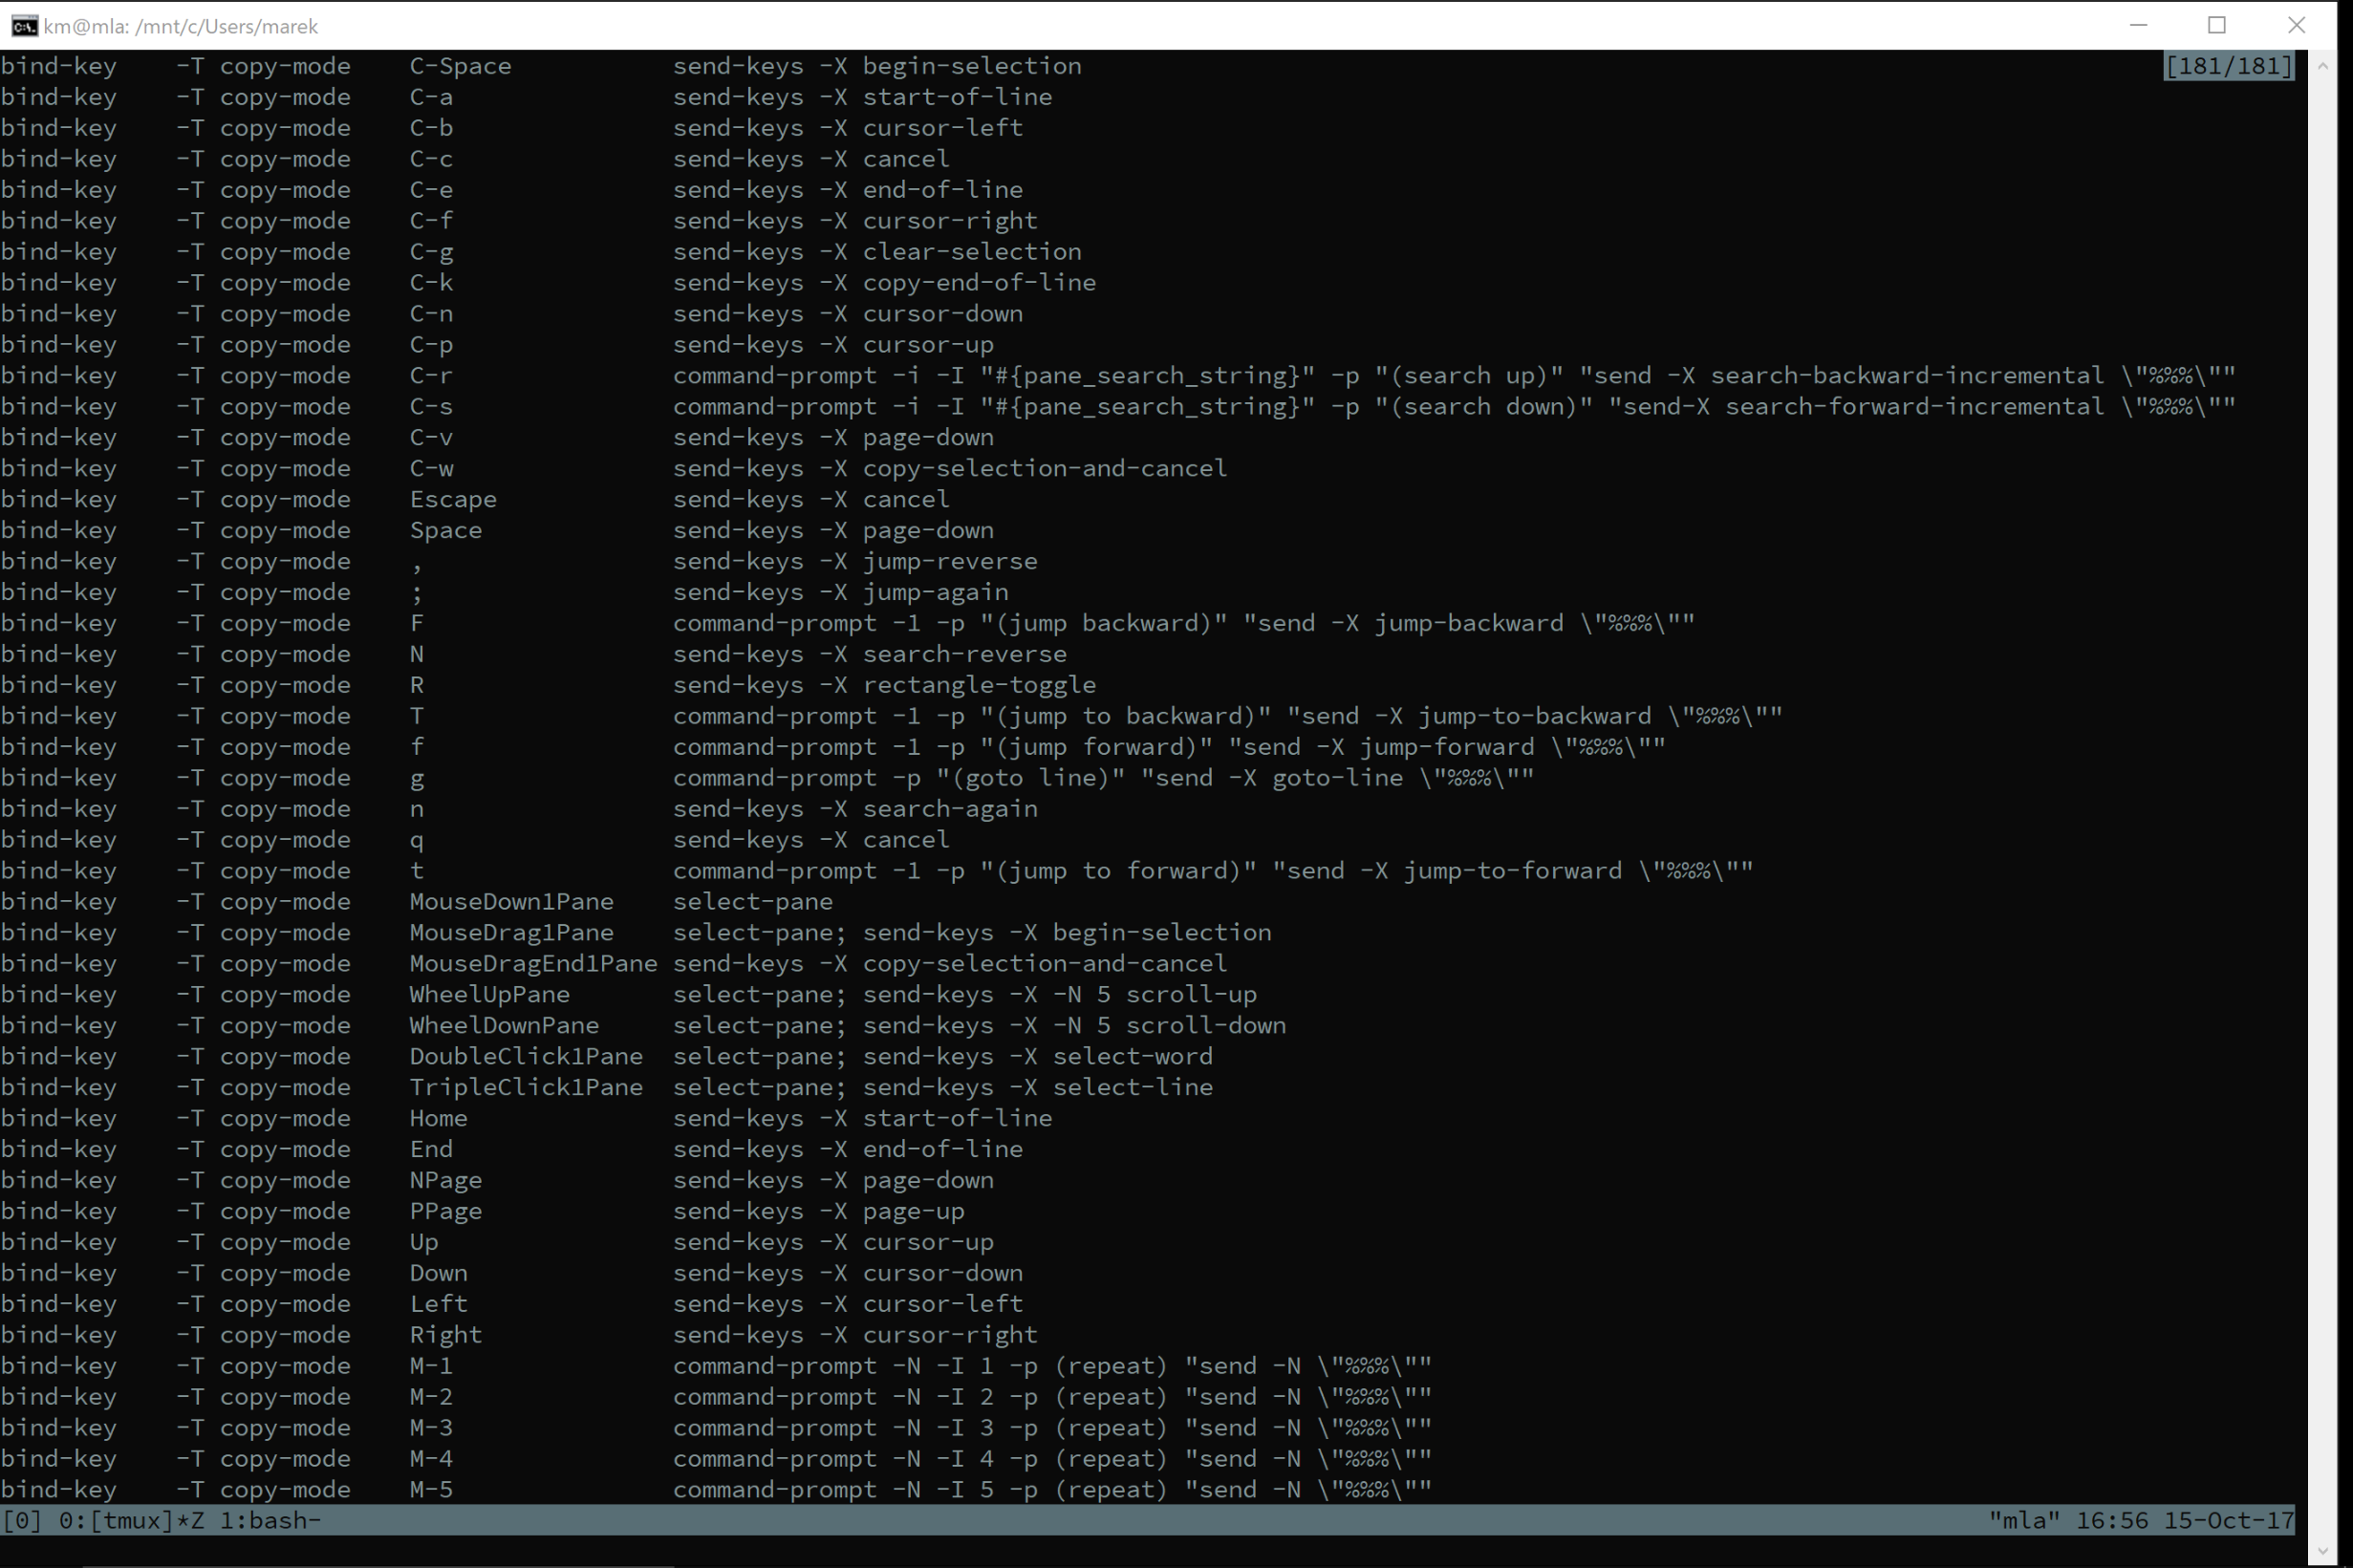 km@mla: /mnt/c/Users/marek
bind-key    -T copy-mode    C-Space           send-keys -X begin-selection [181/181]
bind-key    -T copy-mode    C-a               send-keys -X start-of-line
bind-key    -T copy-mode    C-b               send-keys -X cursor-left
bind-key    -T copy-mode    C-c               send-keys -X cancel
bind-key    -T copy-mode    C-e               send-keys -X end-of-line
bind-key    -T copy-mode    C-f               send-keys -X cursor-right
bind-key    -T copy-mode    C-g               send-keys -X clear-selection
bind-key    -T copy-mode    C-k               send-keys -X copy-end-of-line
bind-key    -T copy-mode    C-n               send-keys -X cursor-down
bind-key    -T copy-mode    C-p               send-keys -X cursor-up
bind-key    -T copy-mode    C-r               command-prompt -i -I "#{pane_search_string}" -p "(search up)" "send -X search-backward-incremental \"%%%\""
bind-key    -T copy-mode    C-s               command-prompt -i -I "#{pane_search_string}" -p "(search down)" "send-X search-forward-incremental \"%%%\""
bind-key    -T copy-mode    C-v               send-keys -X page-down
bind-key    -T copy-mode    C-w               send-keys -X copy-selection-and-cancel
bind-key    -T copy-mode    Escape            send-keys -X cancel
bind-key    -T copy-mode    Space             send-keys -X page-down
bind-key    -T copy-mode    ,                 send-keys -X jump-reverse
bind-key    -T copy-mode    ;                 send-keys -X jump-again
bind-key    -T copy-mode    F                 command-prompt -1 -p "(jump backward)" "send -X jump-backward \"%%%\""
bind-key    -T copy-mode    N                 send-keys -X search-reverse
bind-key    -T copy-mode    R                 send-keys -X rectangle-toggle
bind-key    -T copy-mode    T                 command-prompt -1 -p "(jump to backward)" "send -X jump-to-backward \"%%%\""
bind-key    -T copy-mode    f                 command-prompt -1 -p "(jump forward)" "send -X jump-forward \"%%%\""
bind-key    -T copy-mode    g                 command-prompt -p "(goto line)" "send -X goto-line \"%%%\""
bind-key    -T copy-mode    n                 send-keys -X search-again
bind-key    -T copy-mode    q                 send-keys -X cancel
bind-key    -T copy-mode    t                 command-prompt -1 -p "(jump to forward)" "send -X jump-to-forward \"%%%\""
bind-key    -T copy-mode    MouseDown1Pane    select-pane
bind-key    -T copy-mode    MouseDrag1Pane    select-pane; send-keys -X begin-selection
bind-key    -T copy-mode    MouseDragEnd1Pane send-keys -X copy-selection-and-cancel
bind-key    -T copy-mode    WheelUpPane       select-pane; send-keys -X -N 5 scroll-up
bind-key    -T copy-mode    WheelDownPane     select-pane; send-keys -X -N 5 scroll-down
bind-key    -T copy-mode    DoubleClick1Pane  select-pane; send-keys -X select-word
bind-key    -T copy-mode    TripleClick1Pane  select-pane; send-keys -X select-line
bind-key    -T copy-mode    Home              send-keys -X start-of-line
bind-key    -T copy-mode    End               send-keys -X end-of-line
bind-key    -T copy-mode    NPage             send-keys -X page-down
bind-key    -T copy-mode    PPage             send-keys -X page-up
bind-key    -T copy-mode    Up                send-keys -X cursor-up
bind-key    -T copy-mode    Down              send-keys -X cursor-down
bind-key    -T copy-mode    Left              send-keys -X cursor-left
bind-key    -T copy-mode    Right             send-keys -X cursor-right
bind-key    -T copy-mode    M-1               command-prompt -N -I 1 -p (repeat) "send -N \"%%%\""
bind-key    -T copy-mode    M-2               command-prompt -N -I 2 -p (repeat) "send -N \"%%%\""
bind-key    -T copy-mode    M-3               command-prompt -N -I 3 -p (repeat) "send -N \"%%%\""
bind-key    -T copy-mode    M-4               command-prompt -N -I 4 -p (repeat) "send -N \"%%%\""
bind-key    -T copy-mode    M-5               command-prompt -N -I 5 -p (repeat) "send -N \"%%%\""
[0] 0:[tmux]*Z 1:bash- "mla" 16:56 15-Oct-17